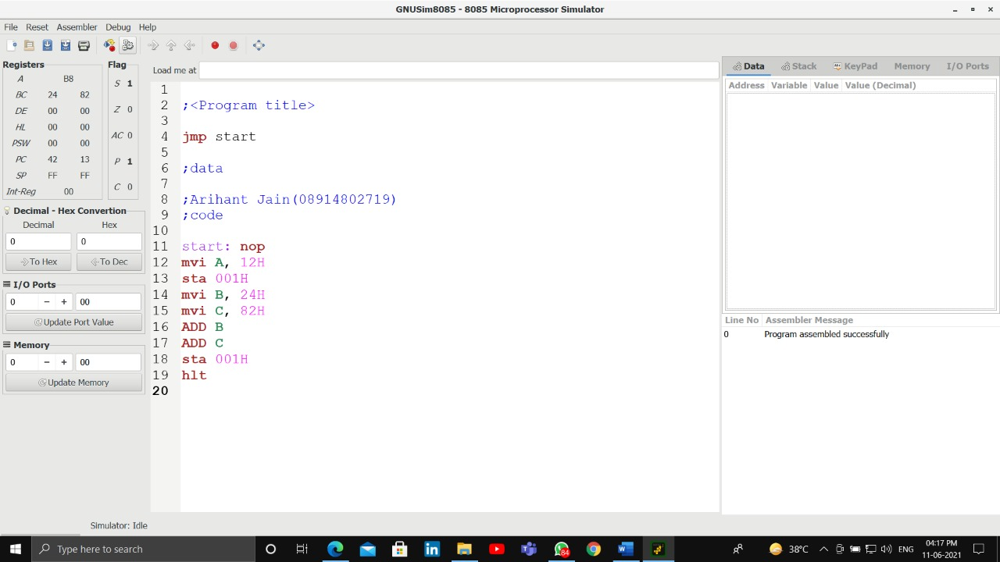 GNUSim8085 - 8085 Microprocessor Simulator
File Reset Assembler Debug Help
Registers
A B8
BC 24 82
DE 00 00
HL 00 00
PSW 00 00
PC 42 13
SP FF FF
Int-Reg 00
Flag
S 1
Z 0
AC 0
P 1
C 0
Decimal - Hex Convertion
Decimal Hex
0 0
To Hex To Dec
I/O Ports
0 − + 00
Update Port Value
Memory
0 − + 00
Update Memory
Load me at
1
2 ;<Program title>
3
4 jmp start
5
6 ;data
7
8 ;Arihant Jain(08914802719)
9 ;code
10
11 start: nop
12 mvi A, 12H
13 sta 001H
14 mvi B, 24H
15 mvi C, 82H
16 ADD B
17 ADD C
18 sta 001H
19 hlt
20
Data Stack KeyPad Memory I/O Ports
Address Variable Value Value (Decimal)
Line No Assembler Message
0 Program assembled successfully
Simulator: Idle
Type here to search
84
38°C
ENG
04:17 PM
11-06-2021